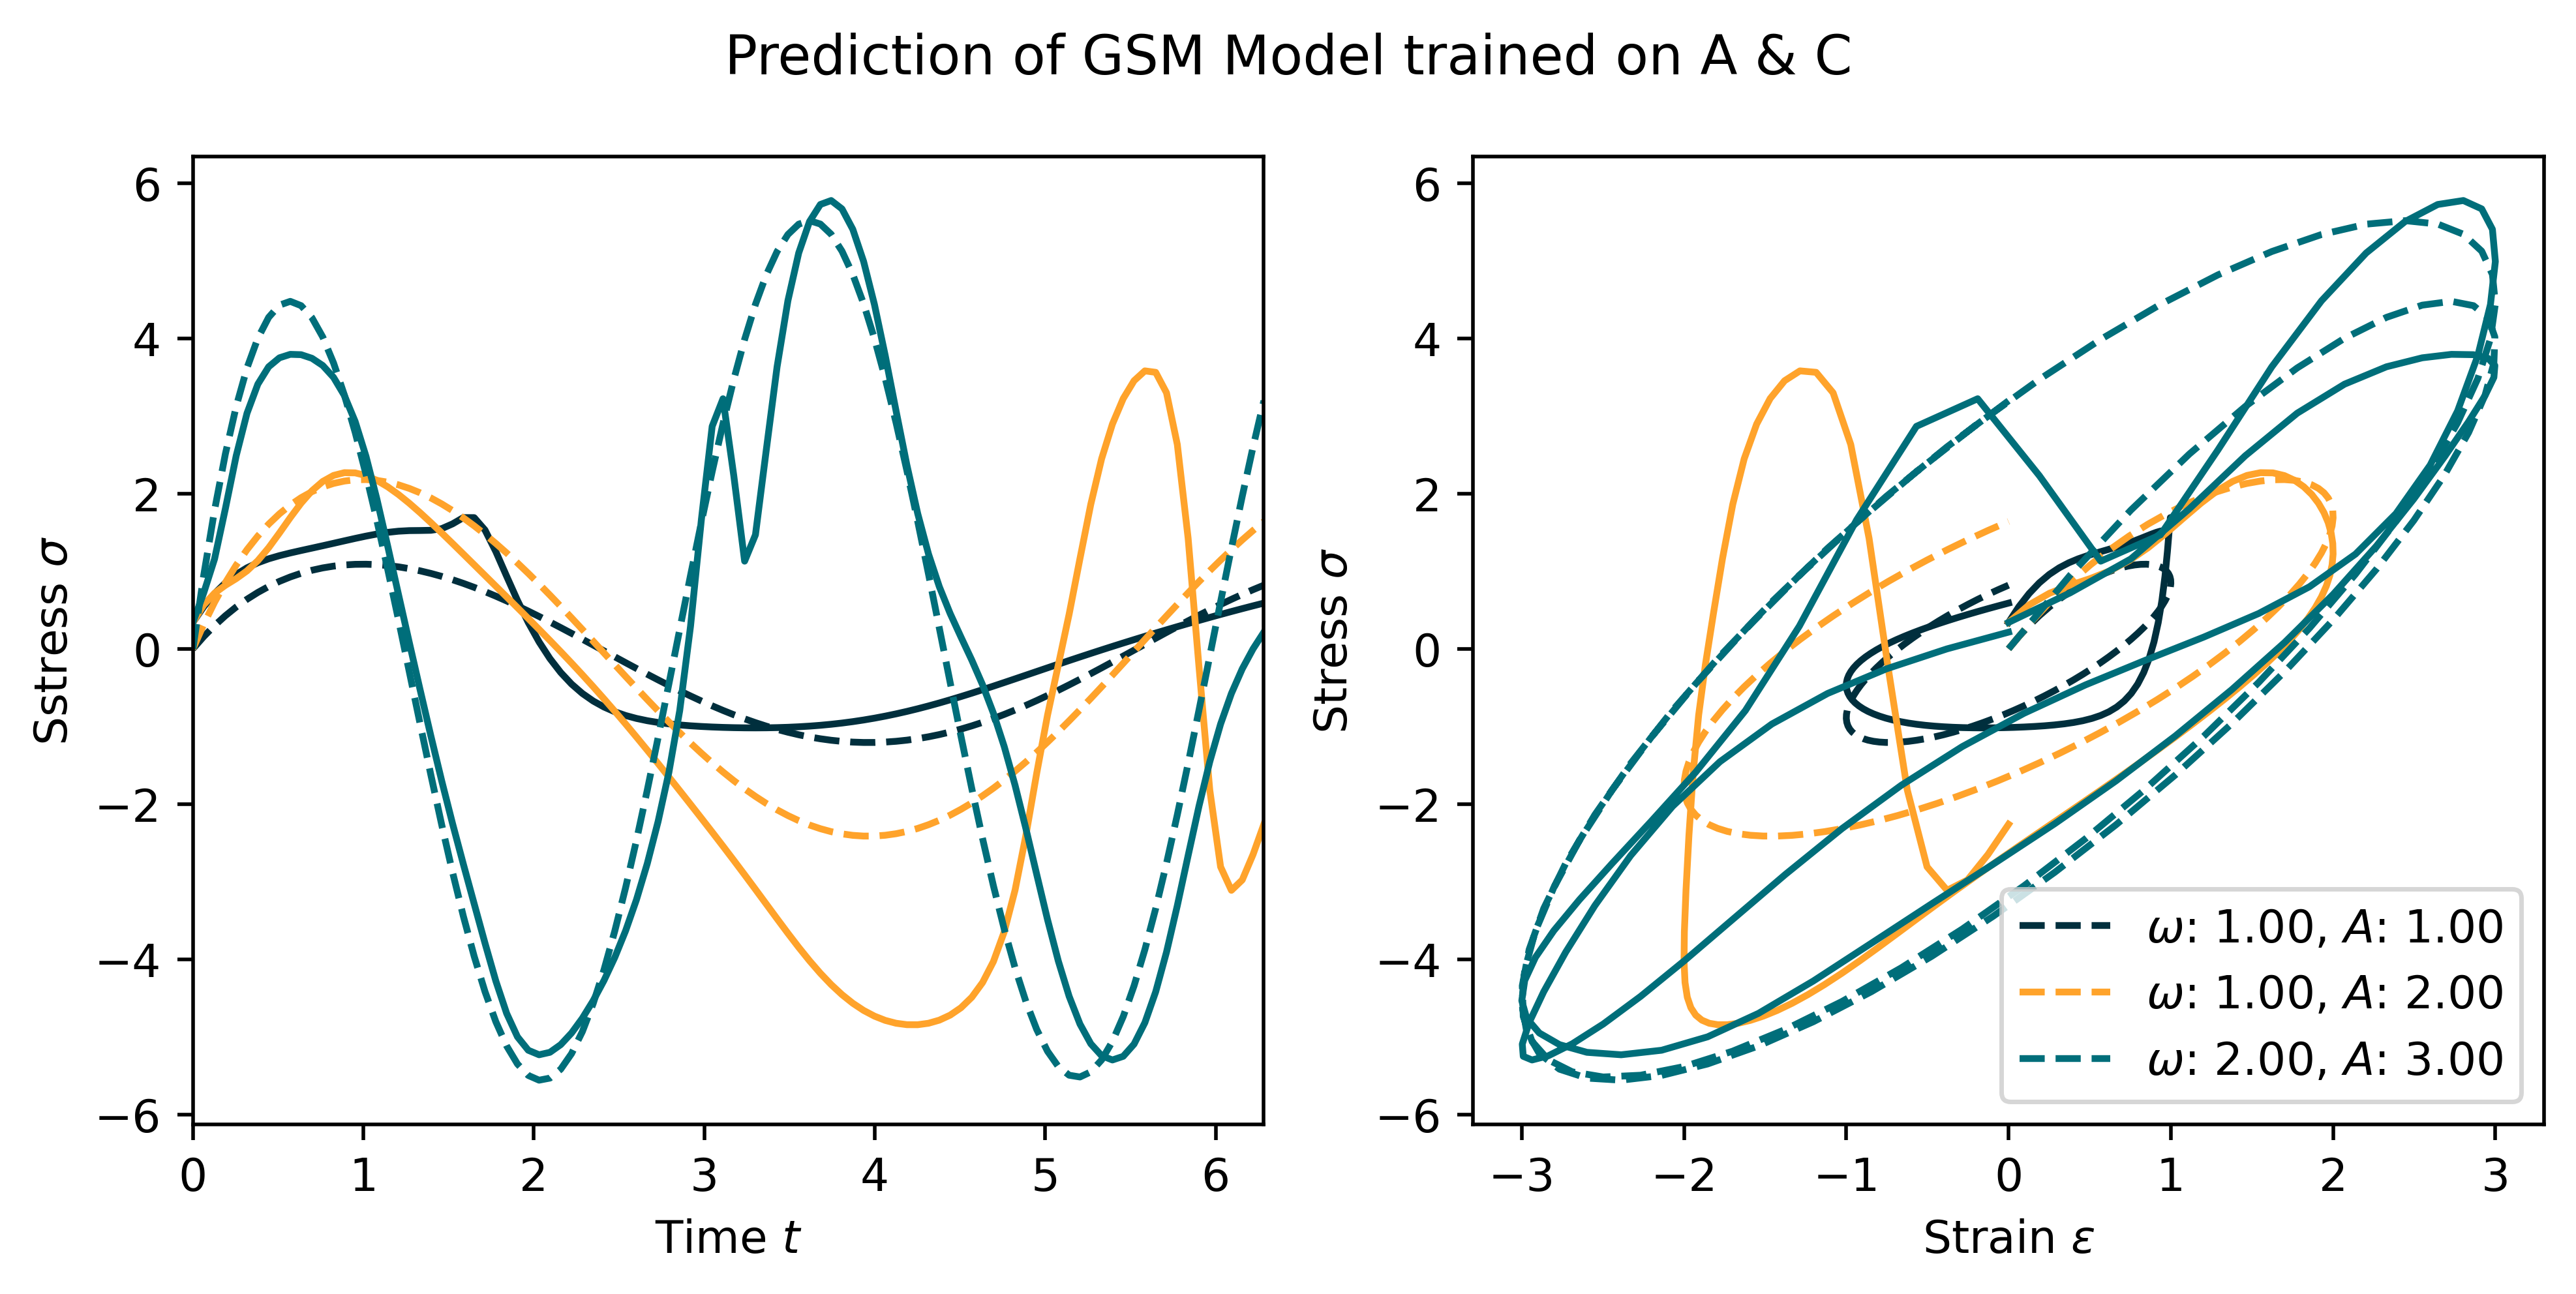 Prediction of GSM Model trained on A & C
6
4
2
0
−2
−4
−6
Sstress σ
0 1 2 3 4 5 6
Time t
6
4
2
0
−2
−4
−6
Stress σ
−3 −2 −1 0 1 2 3
Strain ε
ω: 1.00, A: 1.00
ω: 1.00, A: 2.00
ω: 2.00, A: 3.00